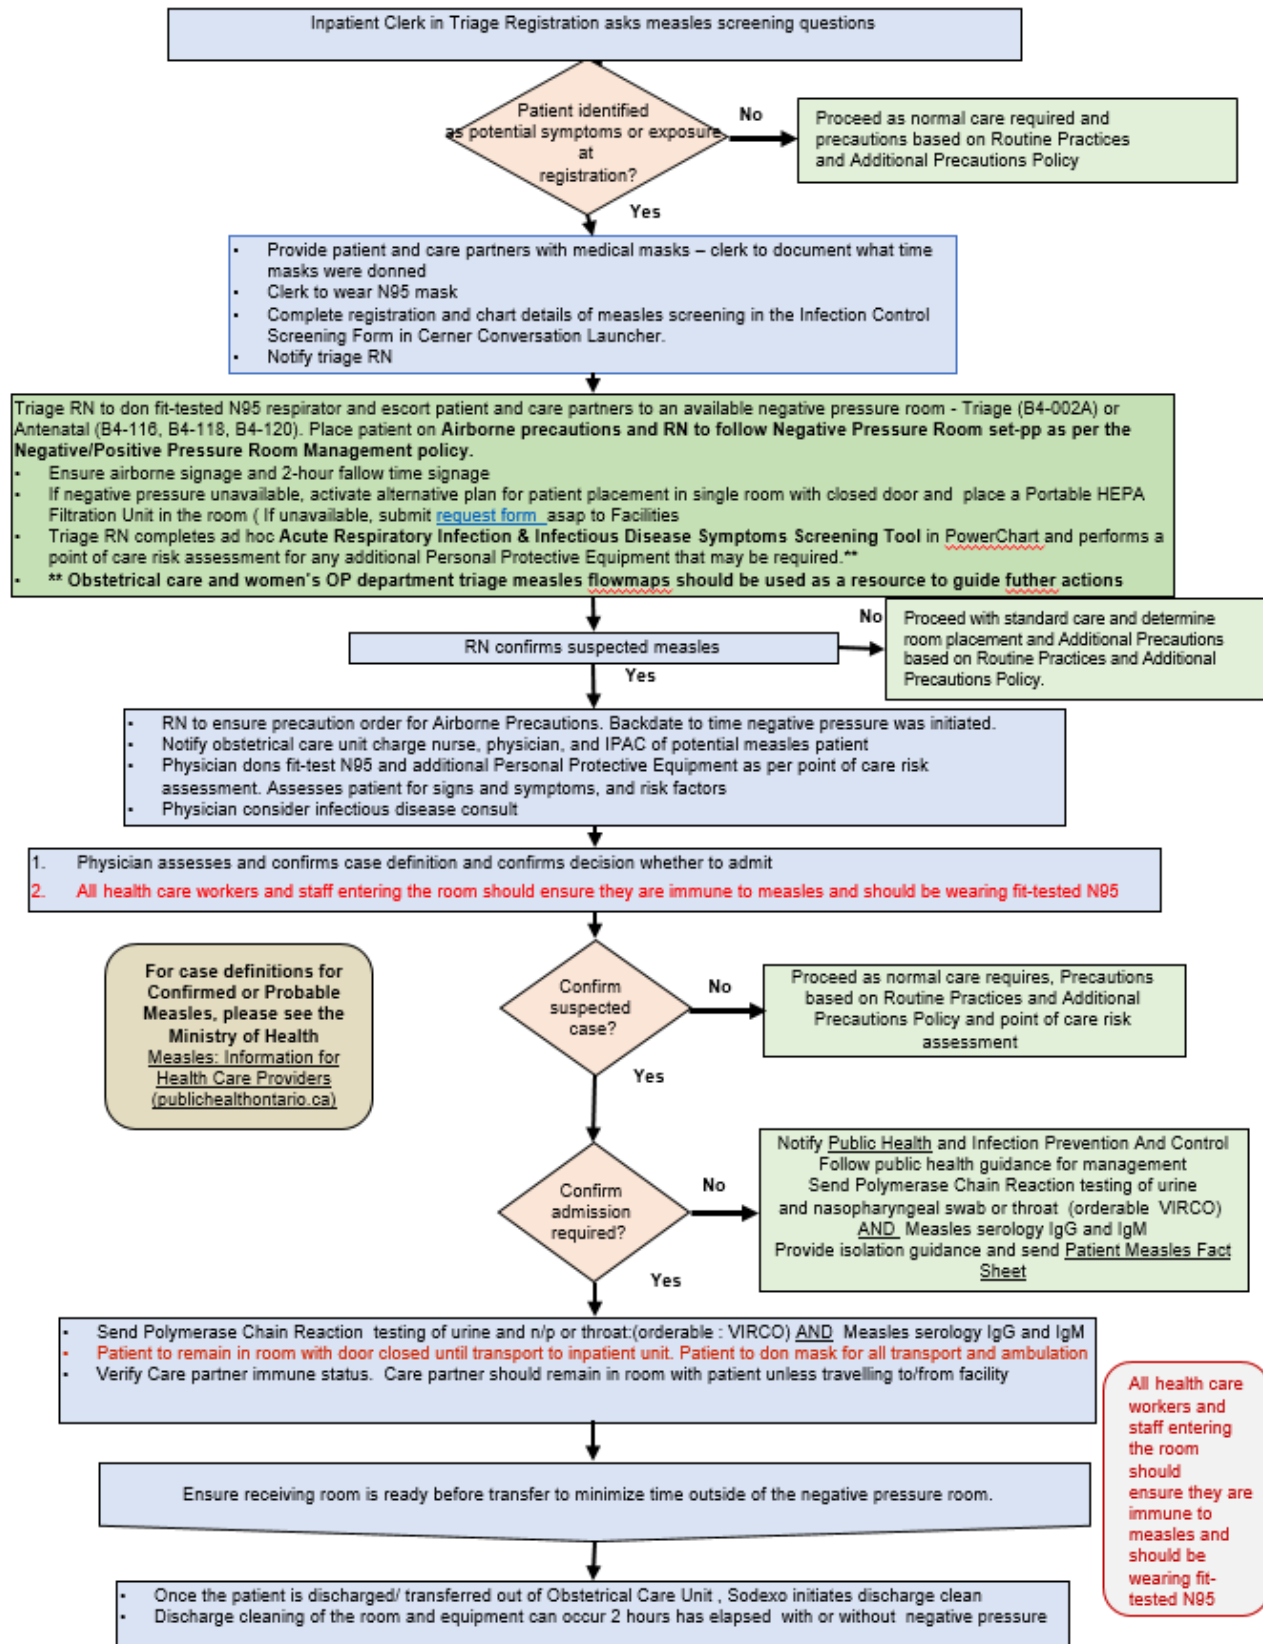 Inpatient Clerk in Triage Registration asks measles screening questions
Patient identified
as potential symptoms or exposure
at
registration?
No
Proceed as normal care required and
precautions based on Routine Practices
and Additional Precautions Policy
Yes
▪ Provide patient and care partners with medical masks – clerk to document what time
masks were donned
▪ Clerk to wear N95 mask
▪ Complete registration and chart details of measles screening in the Infection Control
Screening Form in Cerner Conversation Launcher.
▪ Notify triage RN
Triage RN to don fit-tested N95 respirator and escort patient and care partners to an available negative pressure room - Triage (B4-002A) or
Antenatal (B4-116, B4-118, B4-120). Place patient on Airborne precautions and RN to follow Negative Pressure Room set-pp as per the
Negative/Positive Pressure Room Management policy.
▪ Ensure airborne signage and 2-hour fallow time signage
▪ If negative pressure unavailable, activate alternative plan for patient placement in single room with closed door and place a Portable HEPA
Filtration Unit in the room ( If unavailable, submit request form asap to Facilities
▪ Triage RN completes ad hoc Acute Respiratory Infection & Infectious Disease Symptoms Screening Tool in PowerChart and performs a
point of care risk assessment for any additional Personal Protective Equipment that may be required.**
▪ ** Obstetrical care and women's OP department triage measles flowmaps should be used as a resource to guide futher actions
RN confirms suspected measles
No
Proceed with standard care and determine
room placement and Additional Precautions
based on Routine Practices and Additional
Precautions Policy.
Yes
▪ RN to ensure precaution order for Airborne Precautions. Backdate to time negative pressure was initiated.
▪ Notify obstetrical care unit charge nurse, physician, and IPAC of potential measles patient
▪ Physician dons fit-test N95 and additional Personal Protective Equipment as per point of care risk
assessment. Assesses patient for signs and symptoms, and risk factors
▪ Physician consider infectious disease consult
1. Physician assesses and confirms case definition and confirms decision whether to admit
2. All health care workers and staff entering the room should ensure they are immune to measles and should be wearing fit-tested N95
For case definitions for
Confirmed or Probable
Measles, please see the
Ministry of Health
Measles: Information for
Health Care Providers
(publichealthontario.ca)
Confirm
suspected
case?
No
Proceed as normal care requires, Precautions
based on Routine Practices and Additional
Precautions Policy and point of care risk
assessment
Yes
Confirm
admission
required?
No
Notify Public Health and Infection Prevention And Control
Follow public health guidance for management
Send Polymerase Chain Reaction testing of urine
and nasopharyngeal swab or throat (orderable VIRCO)
AND Measles serology IgG and IgM
Provide isolation guidance and send Patient Measles Fact
Sheet
Yes
▪ Send Polymerase Chain Reaction testing of urine and n/p or throat:(orderable : VIRCO) AND Measles serology IgG and IgM
▪ Patient to remain in room with door closed until transport to inpatient unit. Patient to don mask for all transport and ambulation
▪ Verify Care partner immune status. Care partner should remain in room with patient unless travelling to/from facility
All health care
workers and
staff entering
the room
should
ensure they are
immune to
measles and
should be
wearing fit-
tested N95
Ensure receiving room is ready before transfer to minimize time outside of the negative pressure room.
▪ Once the patient is discharged/ transferred out of Obstetrical Care Unit , Sodexo initiates discharge clean
▪ Discharge cleaning of the room and equipment can occur 2 hours has elapsed with or without negative pressure